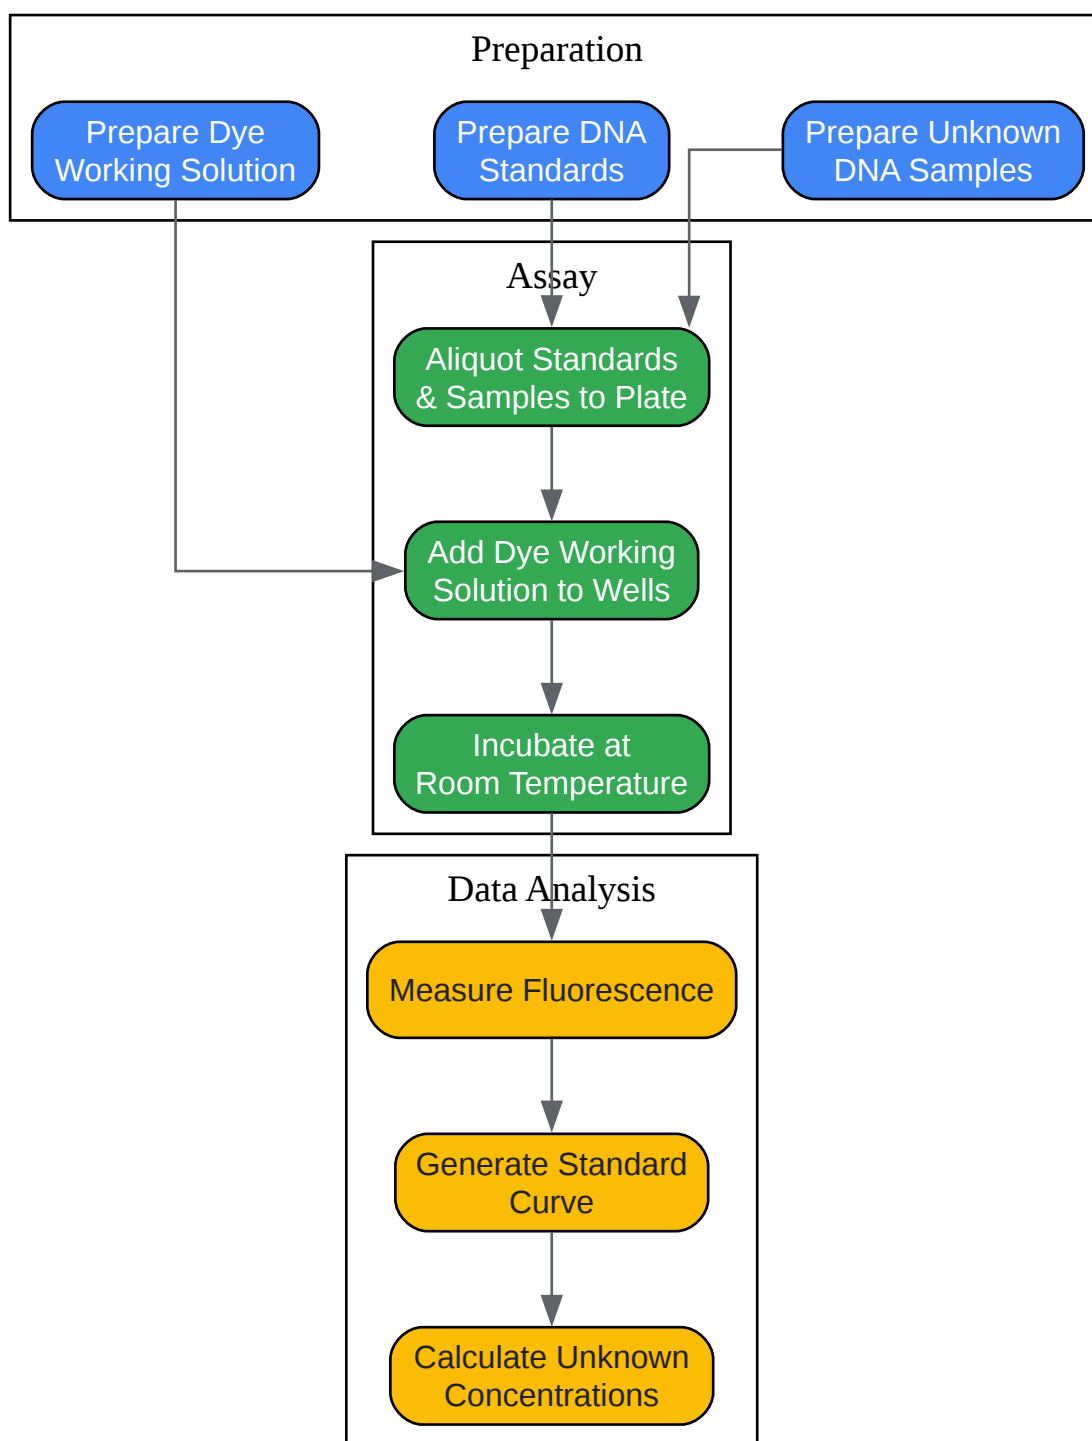 Preparation
Prepare Dye
Working Solution
Prepare DNA
Standards
Prepare Unknown
DNA Samples
Assay
Aliquot Standards
& Samples to Plate
Add Dye Working
Solution to Wells
Incubate at
Room Temperature
Data Analysis
Measure Fluorescence
Generate Standard
Curve
Calculate Unknown
Concentrations